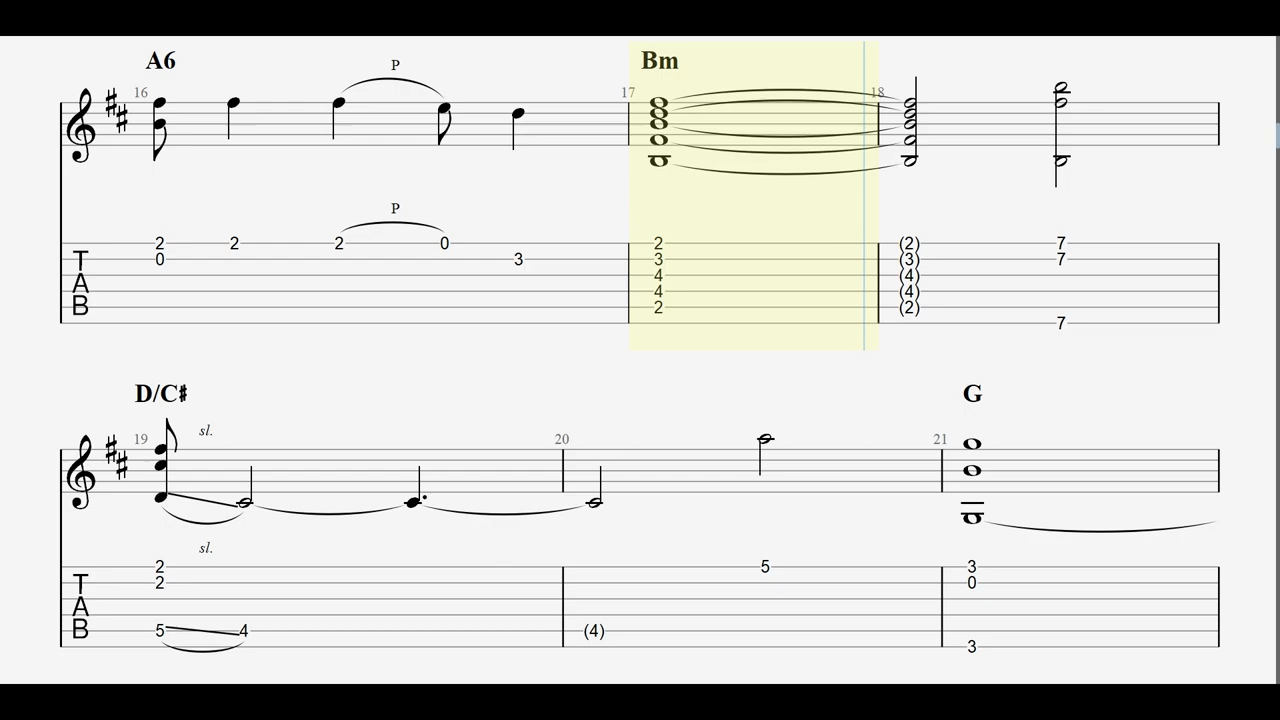 A6 Bm
16 P 17 18
P
2 2 2 0 2 (2) 7
T 0 3 3 (3) 7
A 4 (4)
4 (4)
B 2 (2)
7
D/C♯ G
19 sl. 20 21
sl.
2 5 3
T 2 0
A
B 5 4 (4)
3